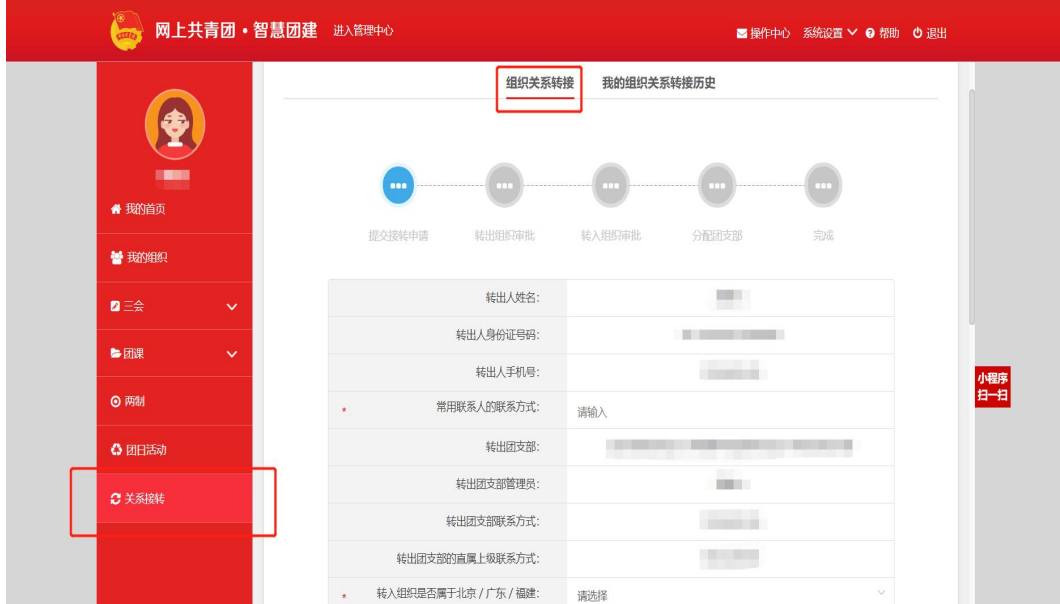 网上共青团·智慧团建 进入管理中心 操作中心 系统设置 帮助 退出
组织关系转接 我的组织关系转接历史
我的首页
我的组织
三会
团课
两制
团日活动
关系接转
提交接转申请 转出组织审批 转入组织审批 分配团支部 完成
转出人姓名:
转出人身份证号码:
转出人手机号:
* 常用联系人的联系方式: 请输入
转出团支部:
转出团支部管理员:
转出团支部联系方式:
转出团支部的直属上级联系方式:
* 转入组织是否属于北京/广东/福建: 请选择
小程序
扫一扫